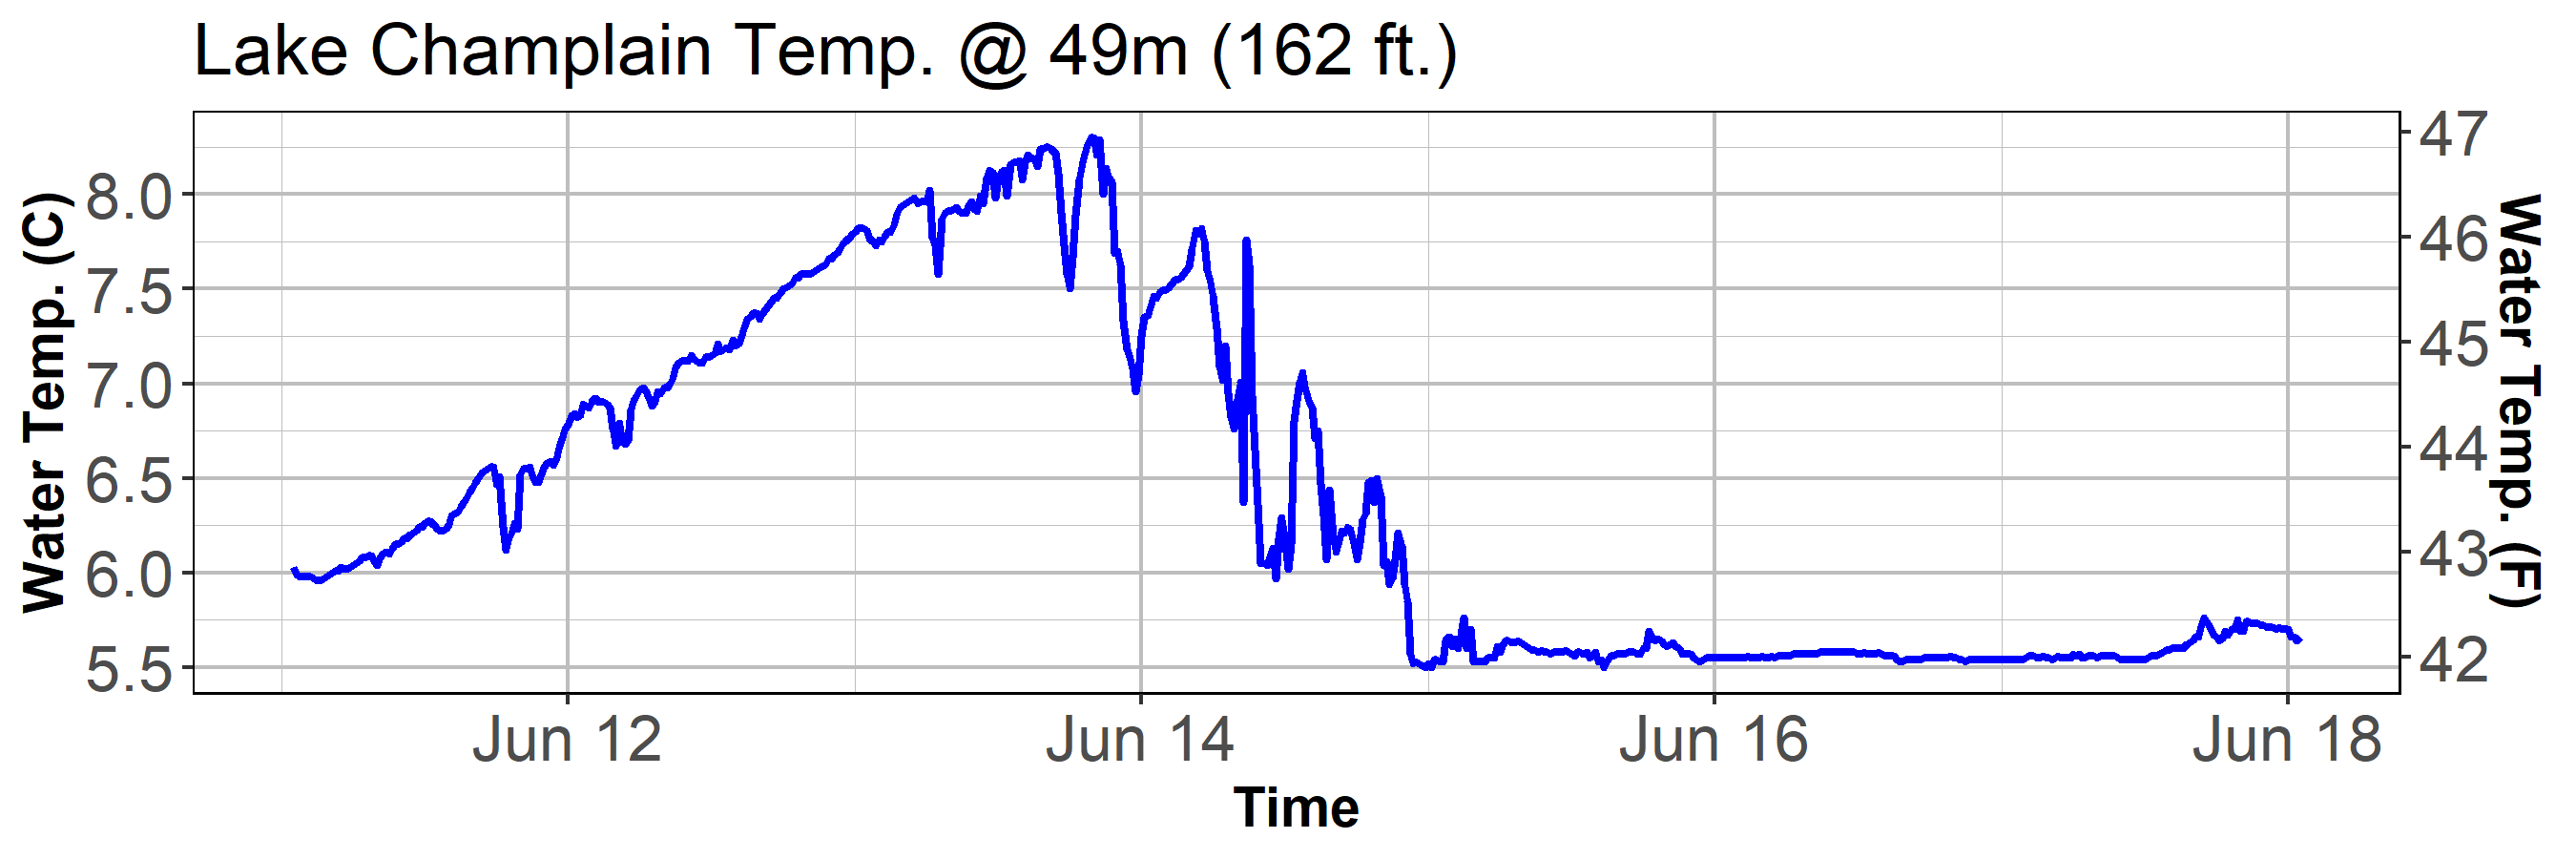 Lake Champlain Temp. @ 49m (162 ft.)
Water Temp. (C)
8.0
7.5
7.0
6.5
6.0
5.5
47
46
45
44
43
42
Water Temp. (F)
Jun 12 Jun 14 Jun 16 Jun 18
Time